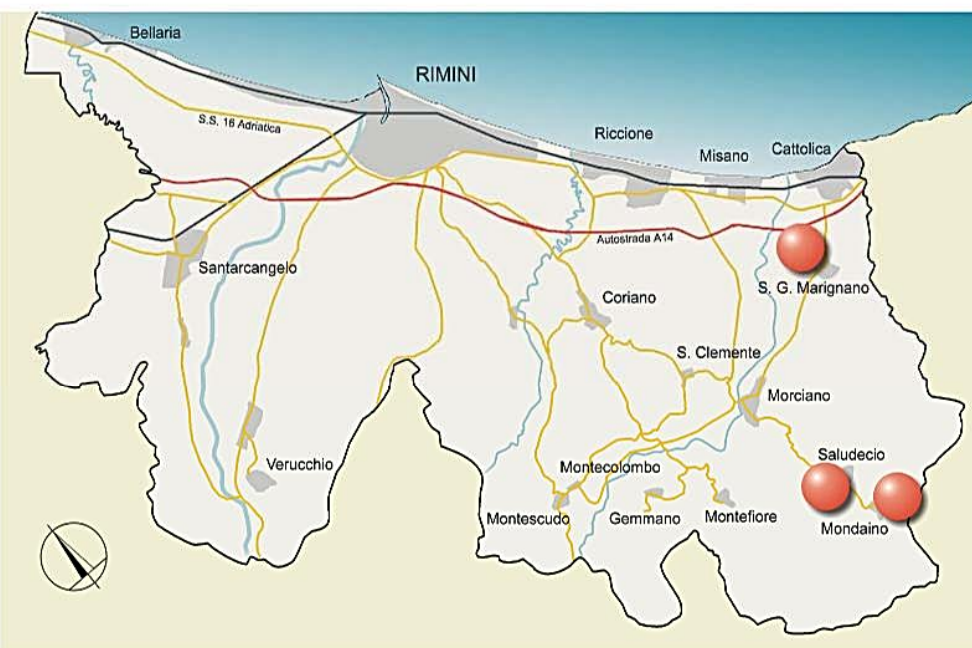 Bellaria
RIMINI
S.S. 16 Adriatica
Riccione
Misano
Cattolica
Autostrada A14
Santarcangelo
S. G. Marignano
Coriano
S. Clemente
Morciano
Verucchio
Montecolombo
Saludecio
Montescudo
Gemmano
Montefiore
Mondaino